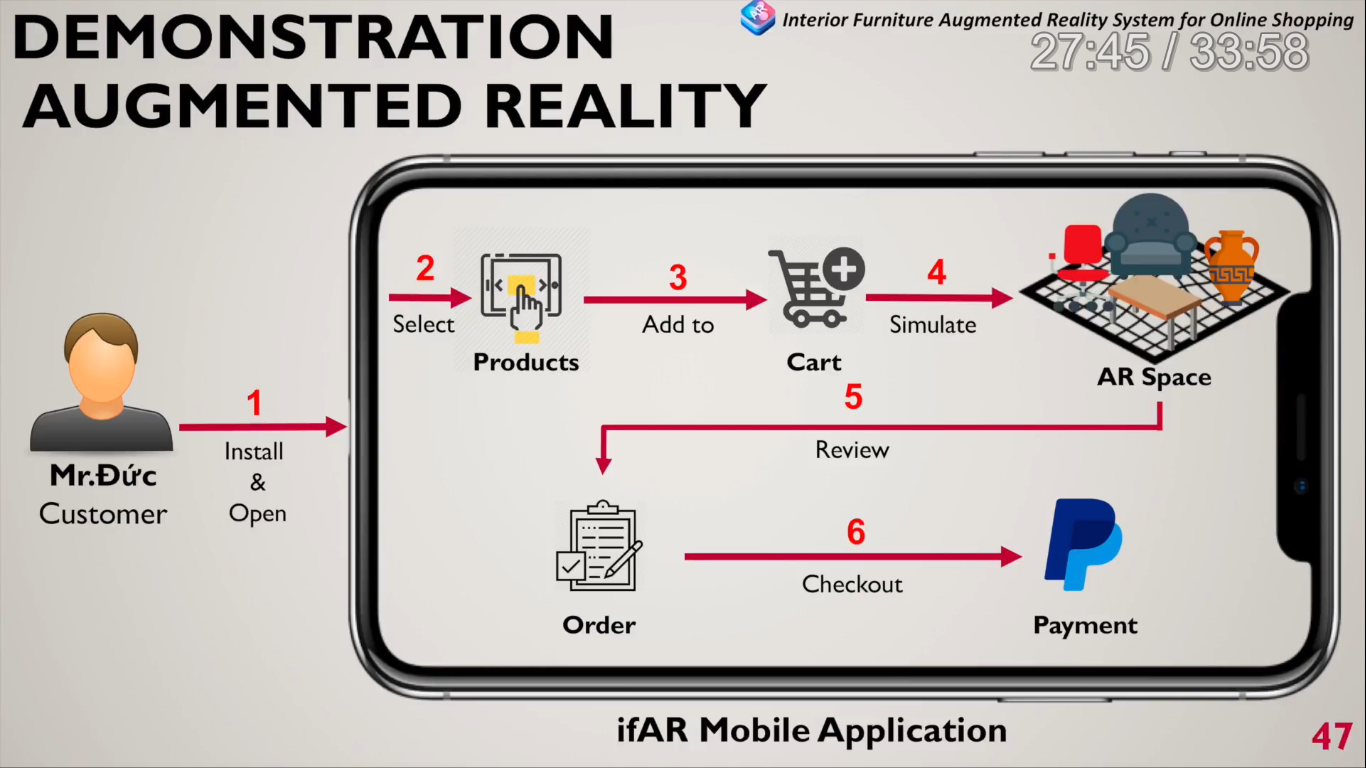 DEMONSTRATION
AUGMENTED REALITY
Interior Furniture Augmented Reality System for Online Shopping
27:45 / 33:58
1
Install
&
Open
Mr.Đức
Customer
2
Select
Products
3
Add to
Cart
4
Simulate
AR Space
5
Review
Order
6
Checkout
Payment
ifAR Mobile Application
47